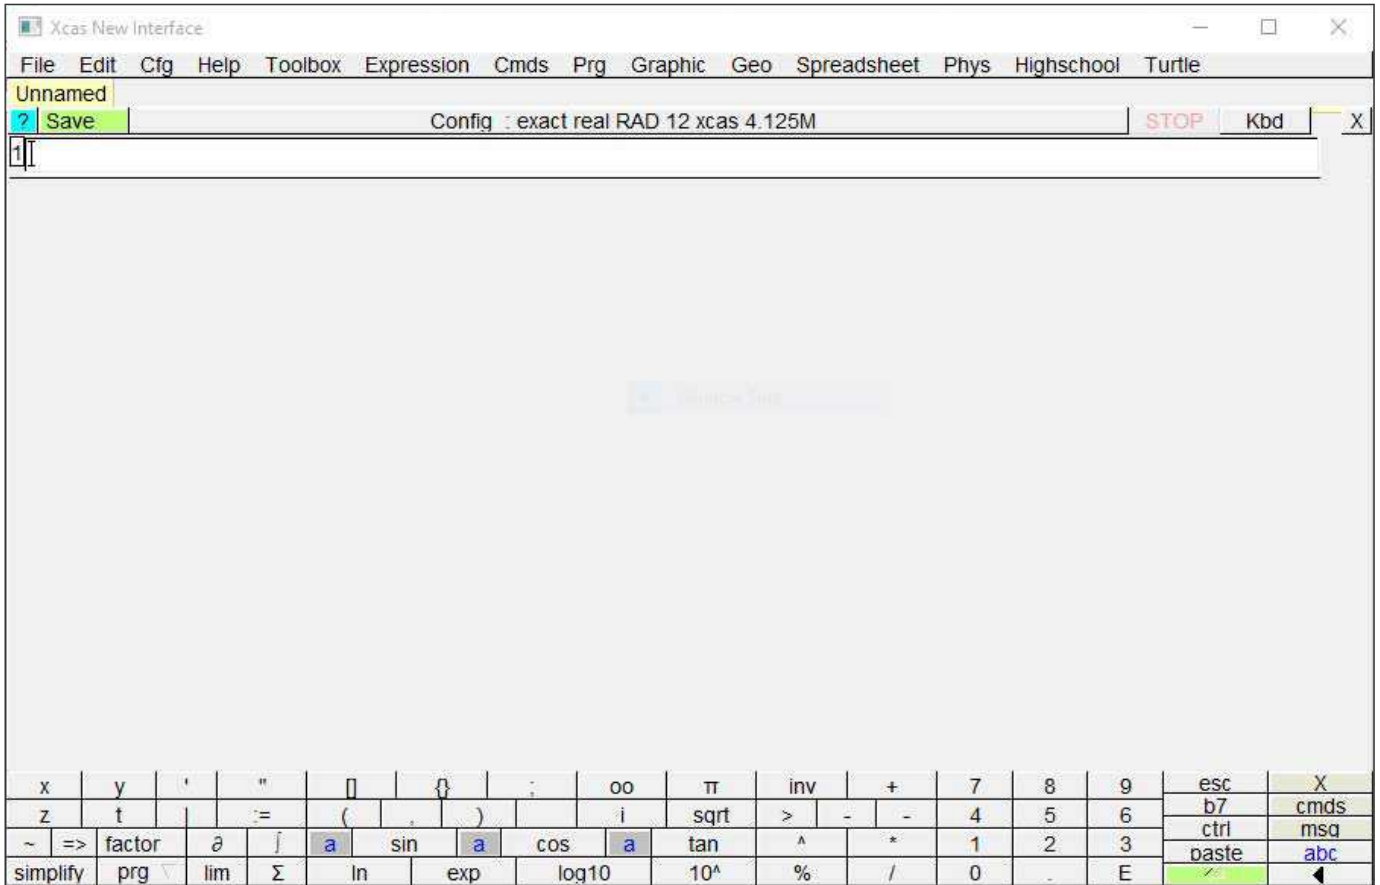 Xcas New Interface
File Edit Cfg Help Toolbox Expression Cmds Prg Graphic Geo Spreadsheet Phys Highschool Turtle
Unnamed
? Save Config : exact real RAD 12 xcas 4.125M STOP Kbd X
1
x y ' " [] {} ; oo π inv + 7 8 9 esc X
z t | := ( , ) i sqrt > - - 4 5 6 b7 cmds
~ => factor ∂ ∫ a sin a cos a tan ^ * 1 2 3 ctrl msg
simplify prg lim Σ ln exp log10 10^ % / 0 . E paste abc